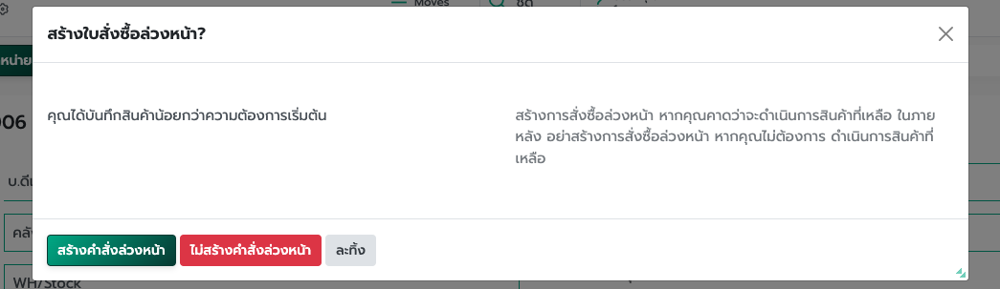 Moves
สร้างใบสั่งซื้อล่วงหน้า?
หน่าย
006
คุณได้บันทึกสินค้าน้อยกว่าความต้องการเริ่มต้น
สร้างการสั่งซื้อล่วงหน้า หากคุณคาดว่าจะดำเนินการสินค้าที่เหลือ ในภาย
หลัง อย่าสร้างการสั่งซื้อล่วงหน้า หากคุณไม่ต้องการ ดำเนินการสินค้าที่
เหลือ
สร้างคำสั่งล่วงหน้า
ไม่สร้างคำสั่งล่วงหน้า
ละทิ้ง
WH/Stock